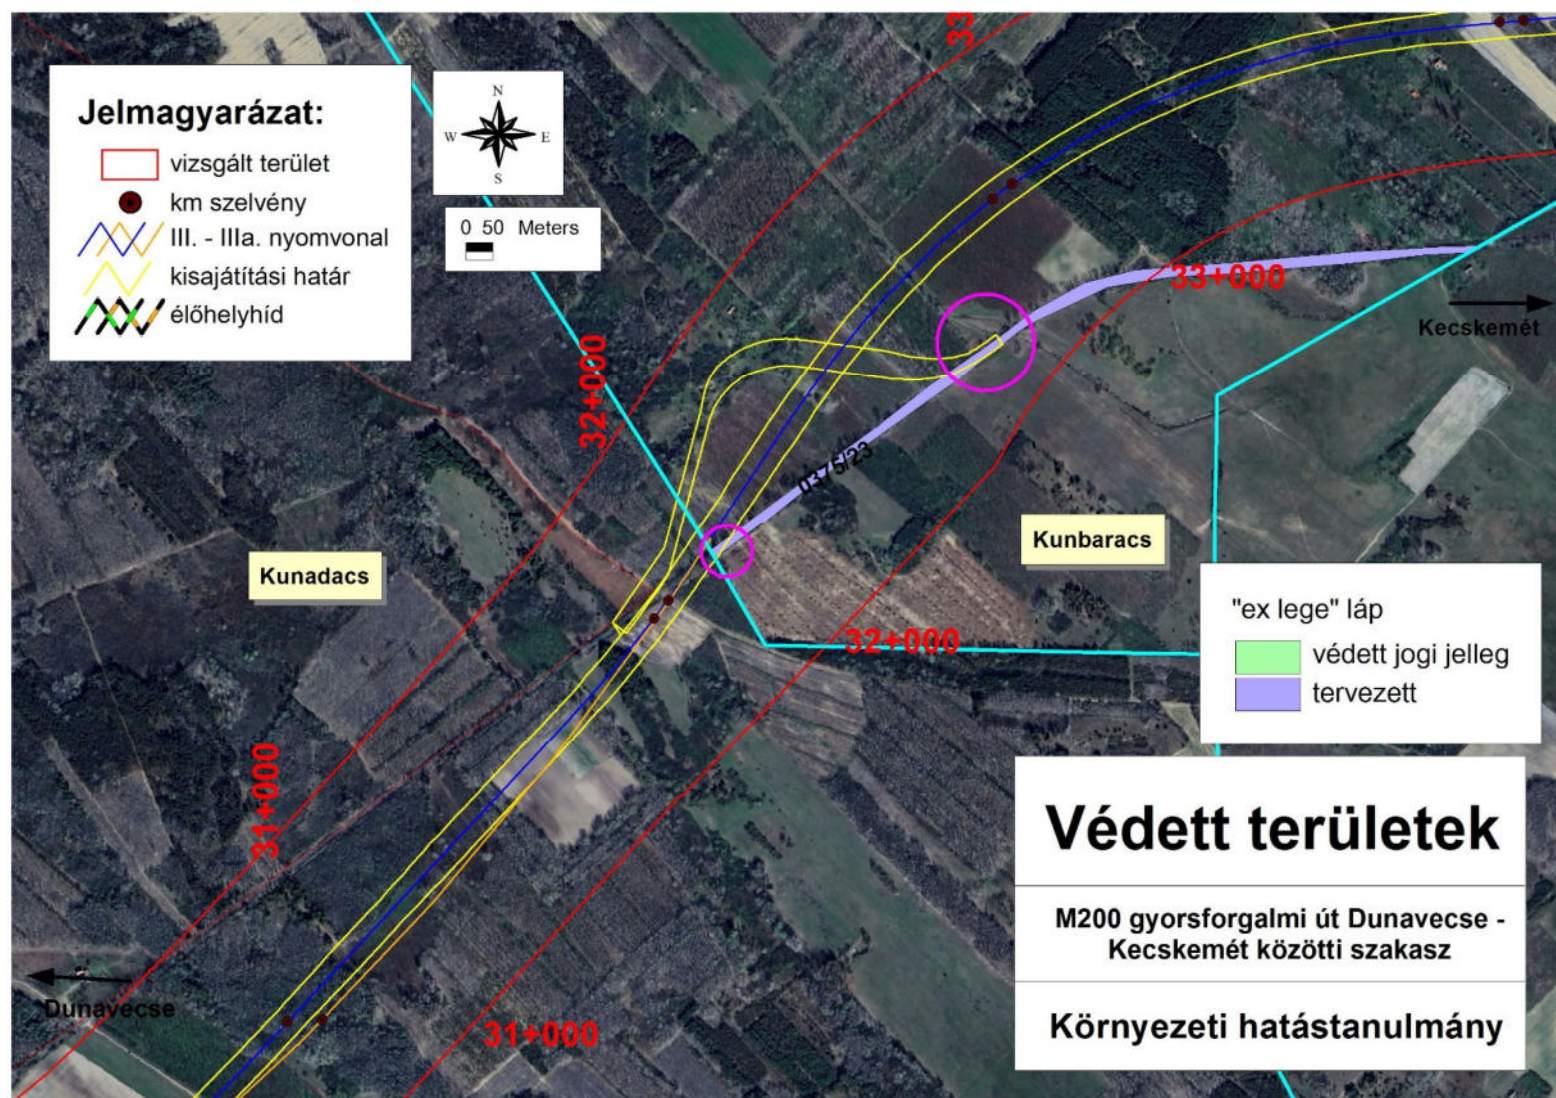 Jelmagyarázat:
vizsgált terület
km szelvény
III. - IIIa. nyomvonal
kisajátítási határ
élőhelyhíd
N
W E
S
0 50 Meters
33
33+000
Kecskemét
32+000
0375/23
Kunbaracs
Kunadacs
32+000
"ex lege" láp
védett jogi jelleg
tervezett
31+000
Védett területek
M200 gyorsforgalmi út Dunavecse -
Kecskemét közötti szakasz
Környezeti hatástanulmány
Dunavecse
31+000